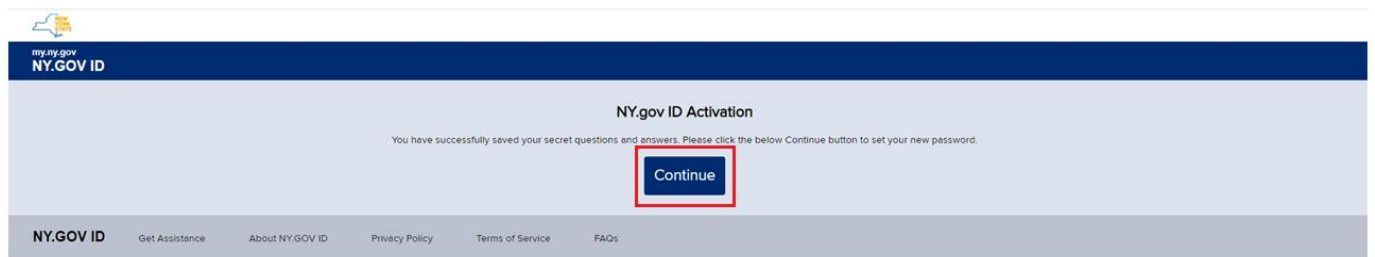 NEW
YORK
STATE
my.ny.gov
NY.GOV ID
NY.gov ID Activation
You have successfully saved your secret questions and answers. Please click the below Continue button to set your new password.
Continue
NY.GOV ID Get Assistance About NY.GOV ID Privacy Policy Terms of Service FAQs